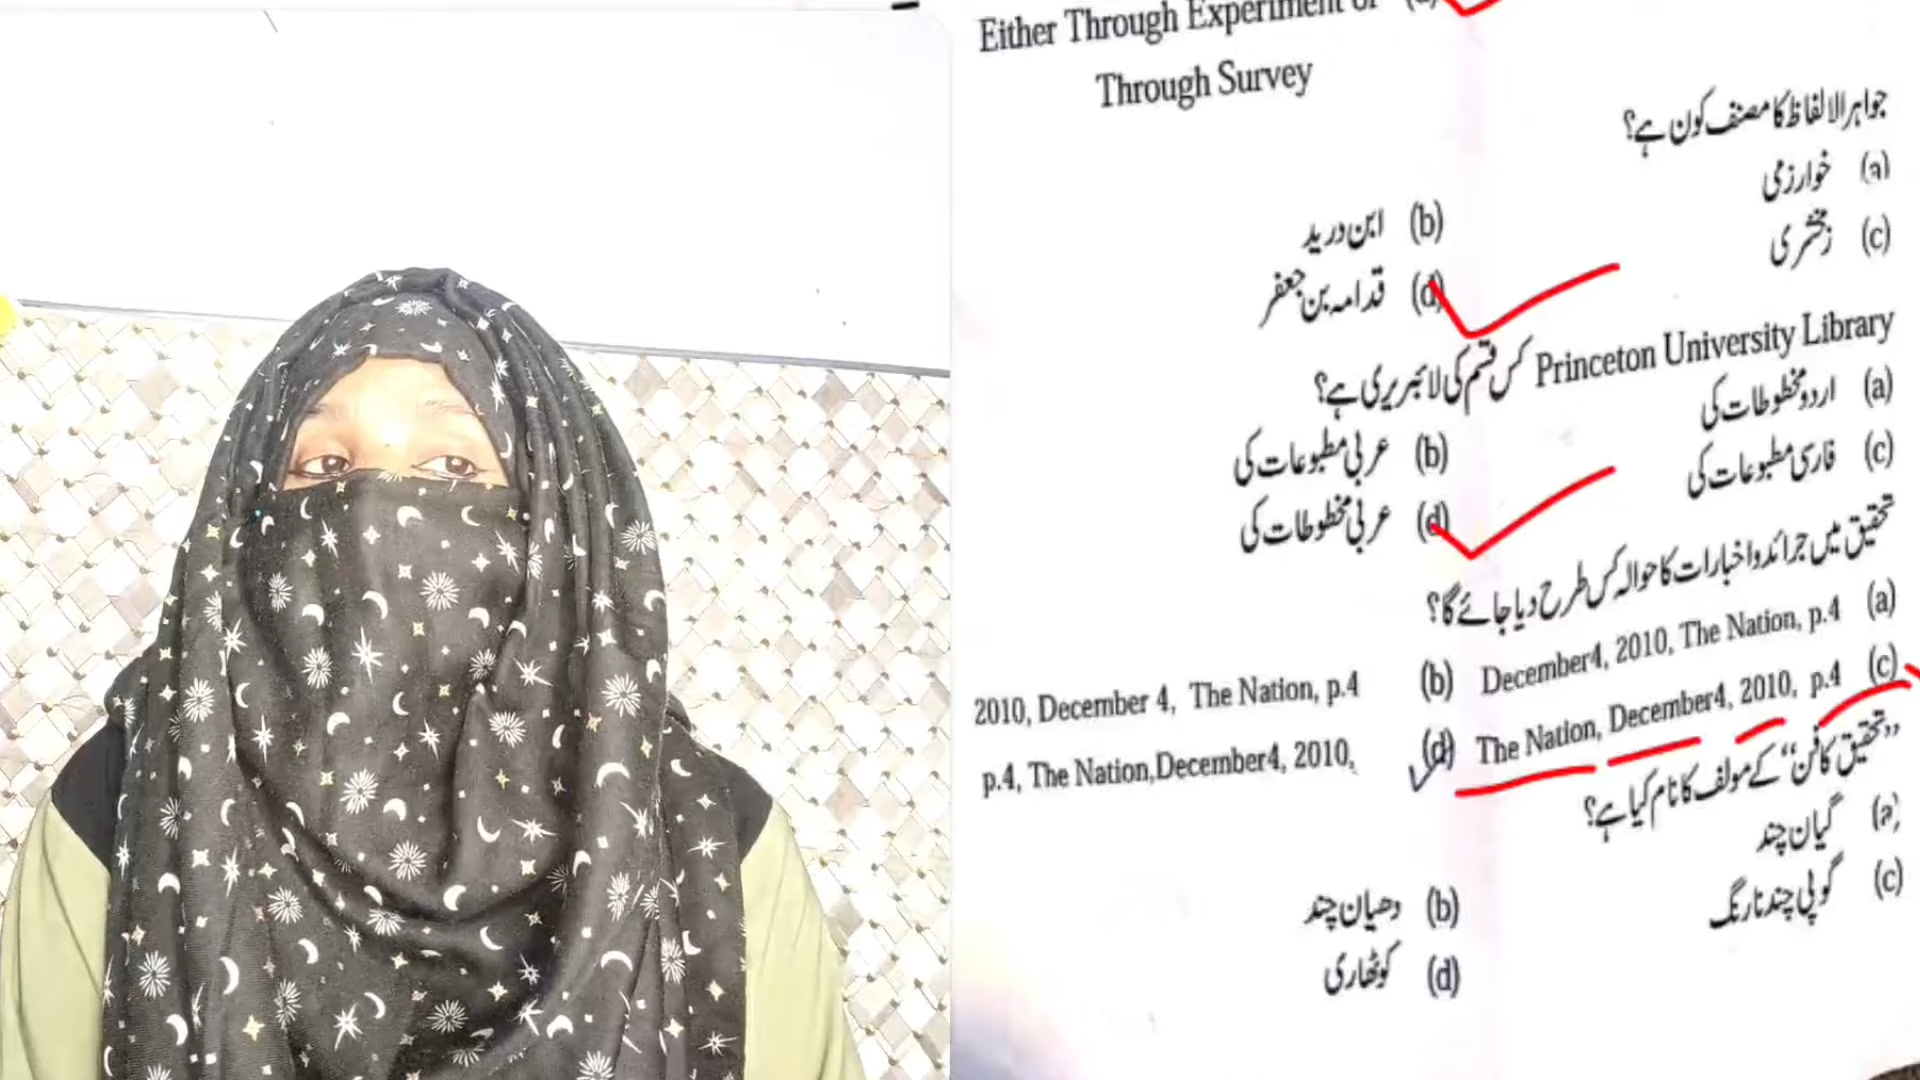 Either Through Experiment or
Through Survey
جواہر الالفاظ کا مصنف کون ہے؟
(a) خوارزمی
(b) ابن درید
(c) زمخشری
(d) قدامہ بن جعفر
Princeton University Library کس قسم کی لائبریری ہے؟
(a) اردو مخطوطات کی
(b) عربی مطبوعات کی
(c) فارسی مطبوعات کی
(d) عربی مخطوطات کی
تحقیق میں جرائد و اخبارات کا حوالہ کس طرح دیا جائے گا؟
(a) December4, 2010, The Nation, p.4
(b) 2010, December 4, The Nation, p.4
(c) The Nation, December4, 2010, p.4
(d) p.4, The Nation,December4, 2010,
”تحقیق کا فن“ کے مولف کا نام کیا ہے؟
(a) گیان چند
(b) دھیان چند
(c) گوپی چند نارنگ
(d) کوٹھاری